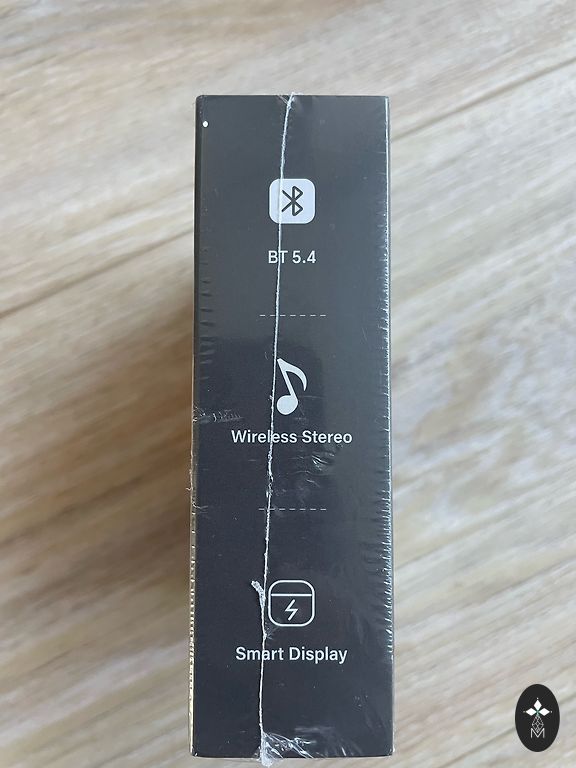 BT 5.4
Wireless Stereo
Smart Display
M